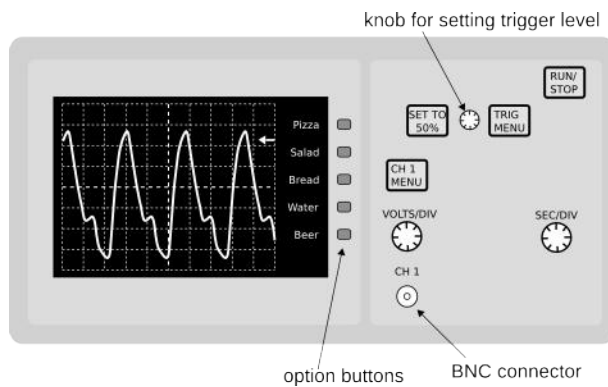 knob for setting trigger level
RUN/
STOP
SET TO
50%
TRIG
MENU
Pizza
Salad
Bread
Water
Beer
CH 1
MENU
VOLTS/DIV
SEC/DIV
CH 1
option buttons
BNC connector